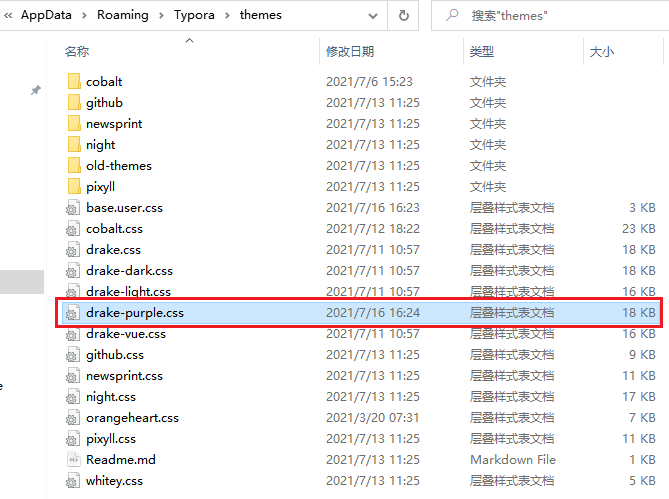 « AppData > Roaming > Typora > themes 搜索"themes"
名称 修改日期 类型 大小
cobalt 2021/7/6 15:23 文件夹
github 2021/7/13 11:25 文件夹
newsprint 2021/7/13 11:25 文件夹
night 2021/7/13 11:25 文件夹
old-themes 2021/7/13 11:25 文件夹
pixyll 2021/7/13 11:25 文件夹
base.user.css 2021/7/16 16:23 层叠样式表文档 3 KB
cobalt.css 2021/7/12 18:22 层叠样式表文档 23 KB
drake.css 2021/7/11 10:57 层叠样式表文档 18 KB
drake-dark.css 2021/7/11 10:57 层叠样式表文档 18 KB
drake-light.css 2021/7/11 10:57 层叠样式表文档 16 KB
drake-purple.css 2021/7/16 16:24 层叠样式表文档 18 KB
drake-vue.css 2021/7/11 10:57 层叠样式表文档 16 KB
github.css 2021/7/13 11:25 层叠样式表文档 9 KB
newsprint.css 2021/7/13 11:25 层叠样式表文档 11 KB
night.css 2021/7/13 11:25 层叠样式表文档 17 KB
orangeheart.css 2021/3/20 07:31 层叠样式表文档 7 KB
pixyll.css 2021/7/13 11:25 层叠样式表文档 11 KB
Readme.md 2021/7/13 11:25 Markdown File 1 KB
whitey.css 2021/7/13 11:25 层叠样式表文档 5 KB